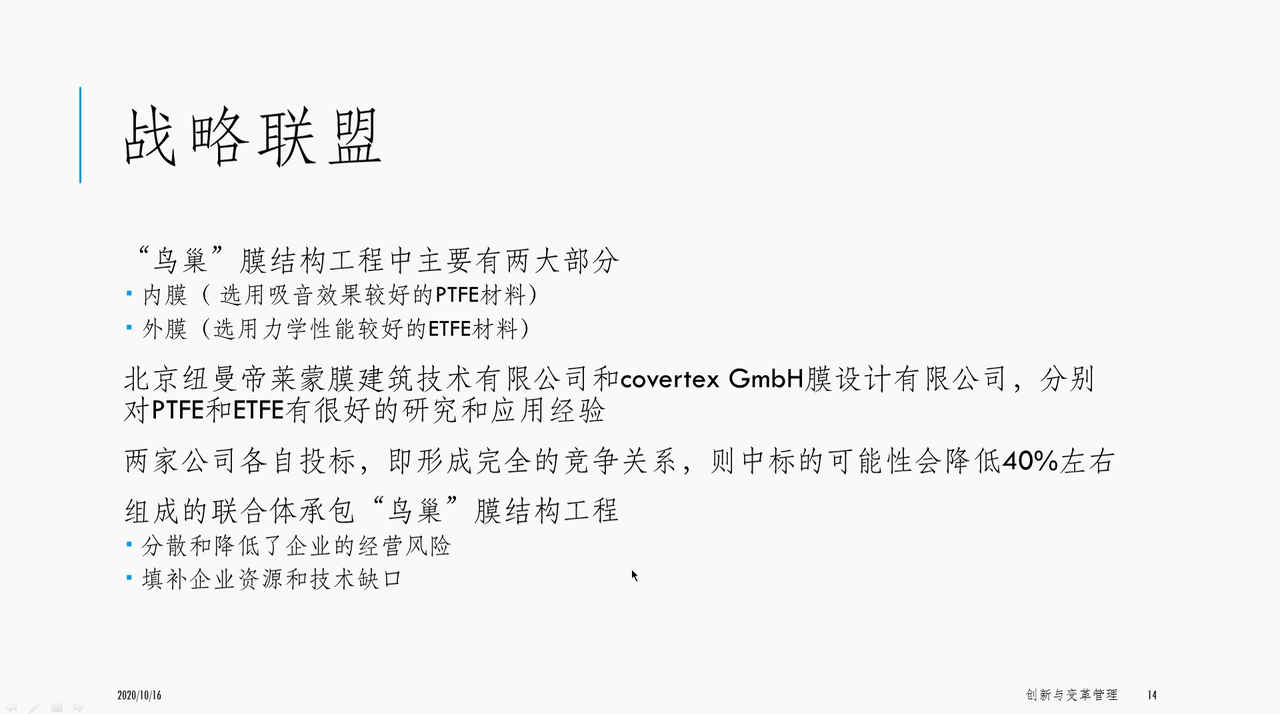 战略联盟
“鸟巢”膜结构工程中主要有两大部分
▪ 内膜（ 选用吸音效果较好的PTFE材料）
▪ 外膜（选用力学性能较好的ETFE材料）
北京纽曼帝莱蒙膜建筑技术有限公司和covertex GmbH膜设计有限公司，分别
对PTFE和ETFE有很好的研究和应用经验
两家公司各自投标，即形成完全的竞争关系，则中标的可能性会降低40%左右
组成的联合体承包“鸟巢”膜结构工程
▪ 分散和降低了企业的经营风险
▪ 填补企业资源和技术缺口
2020/10/16
创新与变革管理
14